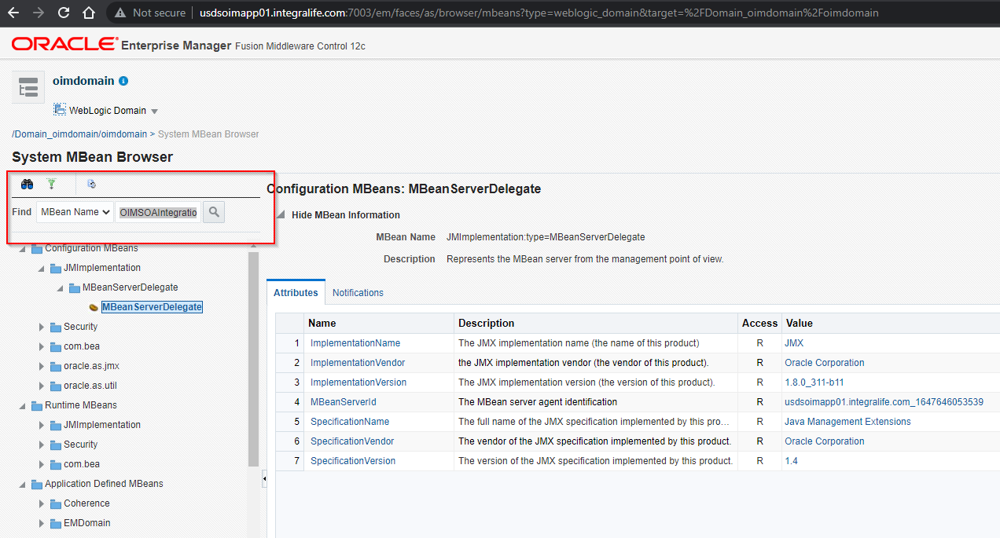 Not secure | usdsoimapp01.integralife.com:7003/em/faces/as/browser/mbeans?type=weblogic_domain&target=%2FDomain_oimdomain%2Foimdomain
ORACLE® Enterprise Manager Fusion Middleware Control 12c
oimdomain
WebLogic Domain
/Domain_oimdomain/oimdomain > System MBean Browser
System MBean Browser
Find MBean Name OIMSOAIntegratio
Configuration MBeans
JMImplementation
MBeanServerDelegate
MBeanServerDelegate
Security
com.bea
oracle.as.jmx
oracle.as.util
Runtime MBeans
JMImplementation
Security
com.bea
Application Defined MBeans
Coherence
EMDomain
Configuration MBeans: MBeanServerDelegate
Hide MBean Information
MBean Name JMImplementation:type=MBeanServerDelegate
Description Represents the MBean server from the management point of view.
Attributes Notifications
Name Description Access Value
1 ImplementationName The JMX implementation name (the name of this product) R JMX
2 ImplementationVendor the JMX implementation vendor (the vendor of this product). R Oracle Corporation
3 ImplementationVersion The JMX implementation version (the version of this product). R 1.8.0_311-b11
4 MBeanServerId The MBean server agent identification R usdsoimapp01.integralife.com_1647646053539
5 SpecificationName The full name of the JMX specification implemented by this pro... R Java Management Extensions
6 SpecificationVendor The vendor of the JMX specification implemented by this product. R Oracle Corporation
7 SpecificationVersion The version of the JMX specification implemented by this product. R 1.4